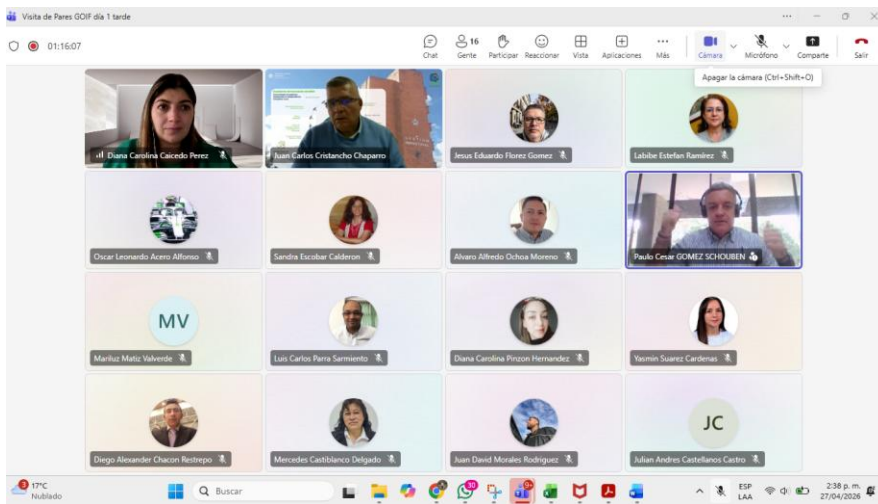 Visita de Pares GOIF día 1 tarde
01:16:07
Chat
16
Gente
Participar
Reaccionar
Vista
Aplicaciones
Más
Cámara
Micrófono
Comparte
Salir
Apagar la cámara (Ctrl+Shift+O)
Diana Carolina Caicedo Perez
Juan Carlos Cristancho Chaparro
Jesus Eduardo Florez Gomez
Labibe Estefan Ramirez
Oscar Leonardo Acero Alfonso
Sandra Escobar Calderon
Alvaro Alfredo Ochoa Moreno
Paulo Cesar GOMEZ SCHOUBEN
MV
Mariluz Matiz Valverde
Luis Carlos Parra Sarmiento
Diana Carolina Pinzon Hernandez
Yasmin Suarez Cardenas
Diego Alexander Chacon Restrepo
Mercedes Castiblanco Delgado
Juan David Morales Rodriguez
JC
Julian Andres Castellanos Castro
3
17°C
Nublado
Buscar
30
9+
ESP
LAA
2:38 p. m.
27/04/2026